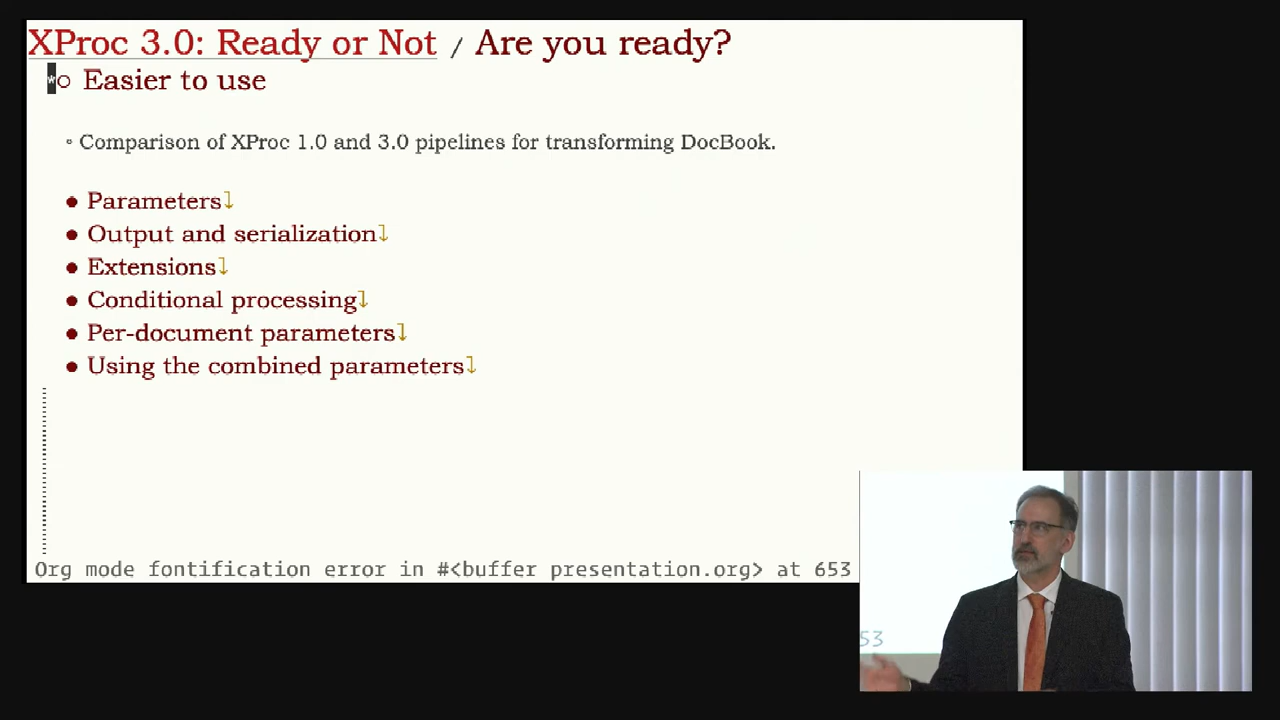 XProc 3.0: Ready or Not / Are you ready?
*○ Easier to use
◦ Comparison of XProc 1.0 and 3.0 pipelines for transforming DocBook.
● Parameters⤵
● Output and serialization⤵
● Extensions⤵
● Conditional processing⤵
● Per-document parameters⤵
● Using the combined parameters⤵
Org mode fontification error in #<buffer presentation.org> at 653
53